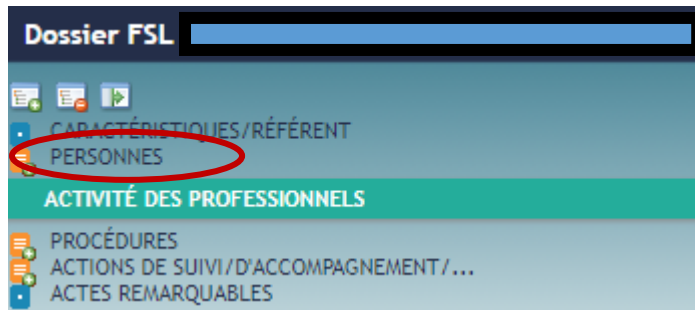 Dossier FSL
CARACTÉRISTIQUES/RÉFÉRENT
PERSONNES
ACTIVITÉ DES PROFESSIONNELS
PROCÉDURES
ACTIONS DE SUIVI/D'ACCOMPAGNEMENT/...
ACTES REMARQUABLES